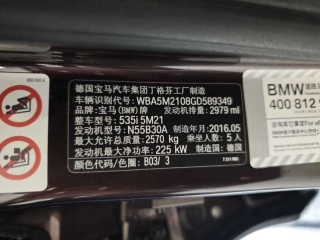 德国宝马汽车集团丁格芬工厂制造
车辆识别代号: WBA5M2108GD589349
品牌: 宝马(BMW)牌 发动机排量: 2979 ml
整车型号: 535i 5M21
发动机型号: N55B30A 制造年月: 2016.05
最大允许总质量: 2570 kg 乘坐人数: 5 人
发动机最大净功率: 225 kW 制造国: 德国
颜色代码/色圈: B03/ 3
BMW
400 812